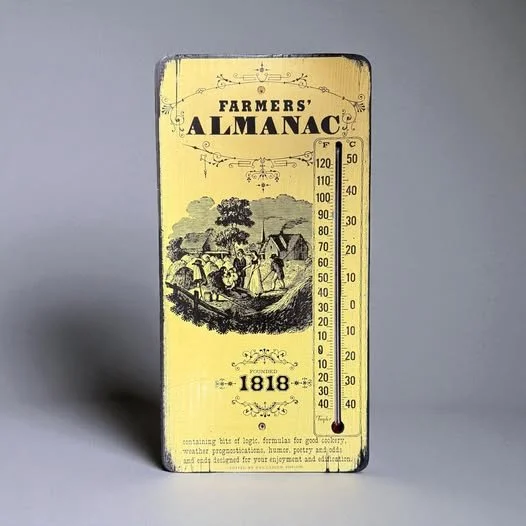 FARMERS'
ALMANAC
F C
120 50
110
100 40
90 30
80
70 20
60
50 10
40
30 0
20
10 10
0
10 20
20 30
30
40 40
Taylor
FOUNDED
1818
containing bits of logic, formulas for good cookery,
weather prognostications, humor, poetry and odds
and ends designed for your enjoyment and edification.